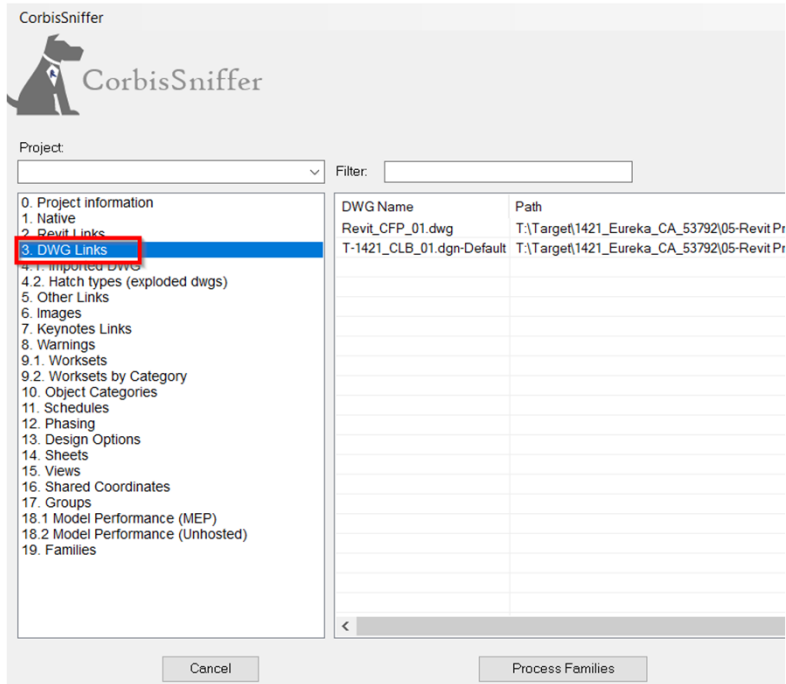 CorbisSniffer
CorbisSniffer
Project:
Filter:
0. Project information
1. Native
2. Revit Links
3. DWG Links
4.1. Imported DWG
4.2. Hatch types (exploded dwgs)
5. Other Links
6. Images
7. Keynotes Links
8. Warnings
9.1. Worksets
9.2. Worksets by Category
10. Object Categories
11. Schedules
12. Phasing
13. Design Options
14. Sheets
15. Views
16. Shared Coordinates
17. Groups
18.1 Model Performance (MEP)
18.2 Model Performance (Unhosted)
19. Families
DWG Name Path
Revit_CFP_01.dwg T:\Target\1421_Eureka_CA_53792\05-Revit Pr
T-1421_CLB_01.dgn-Default T:\Target\1421_Eureka_CA_53792\05-Revit Pr
Cancel Process Families